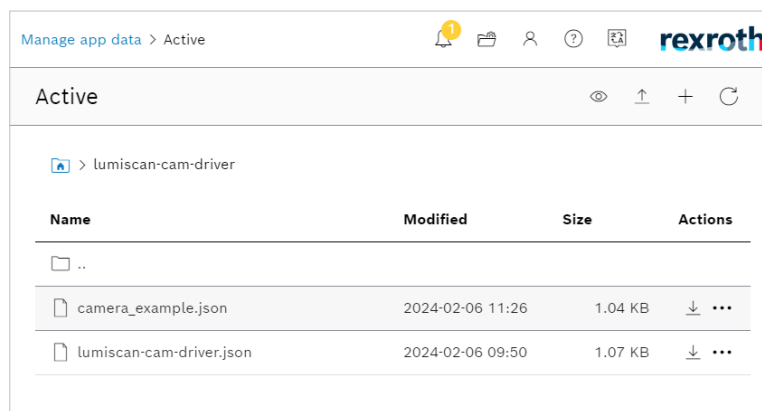 Manage app data > Active
1
rexroth
Active
> lumiscan-cam-driver
Name Modified Size Actions
..
camera_example.json 2024-02-06 11:26 1.04 KB
lumiscan-cam-driver.json 2024-02-06 09:50 1.07 KB